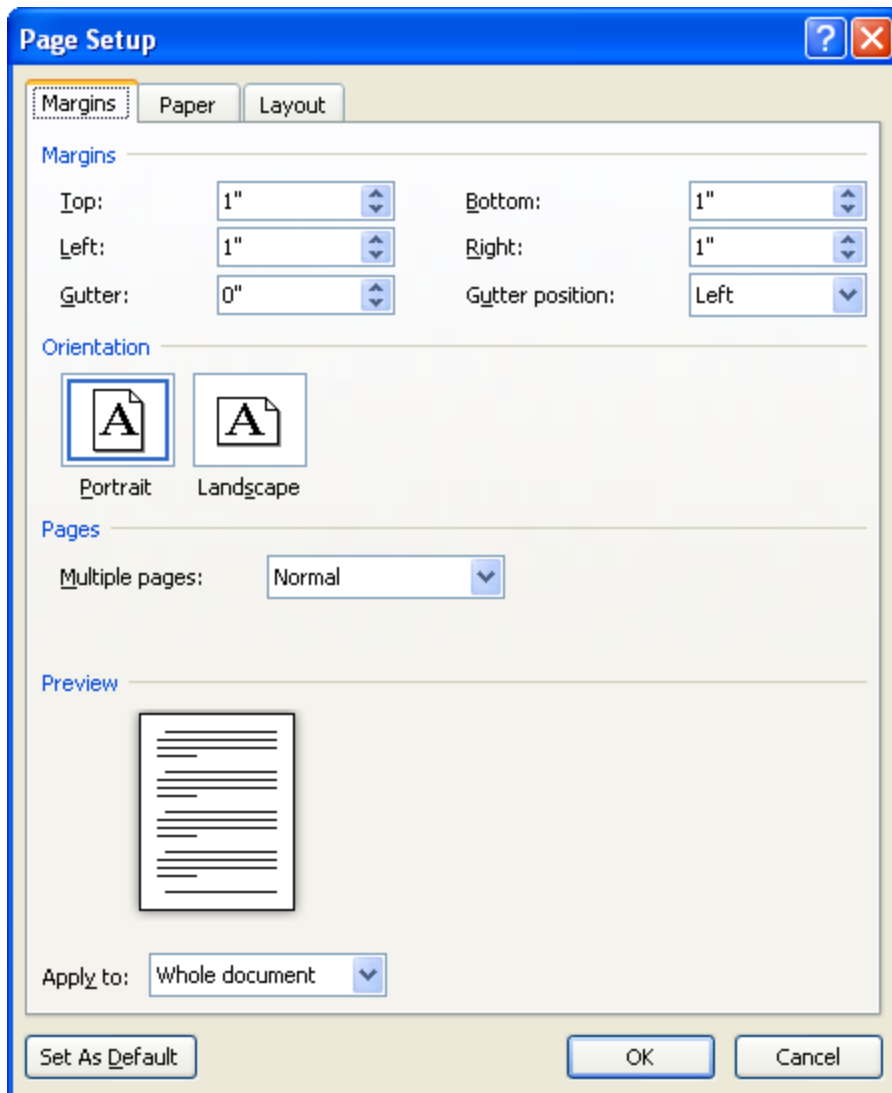 Page Setup
Margins Paper Layout
Margins
Top: 1" Bottom: 1"
Left: 1" Right: 1"
Gutter: 0" Gutter position: Left
Orientation
A A
Portrait Landscape
Pages
Multiple pages: Normal
Preview
Apply to: Whole document
Set As Default OK Cancel